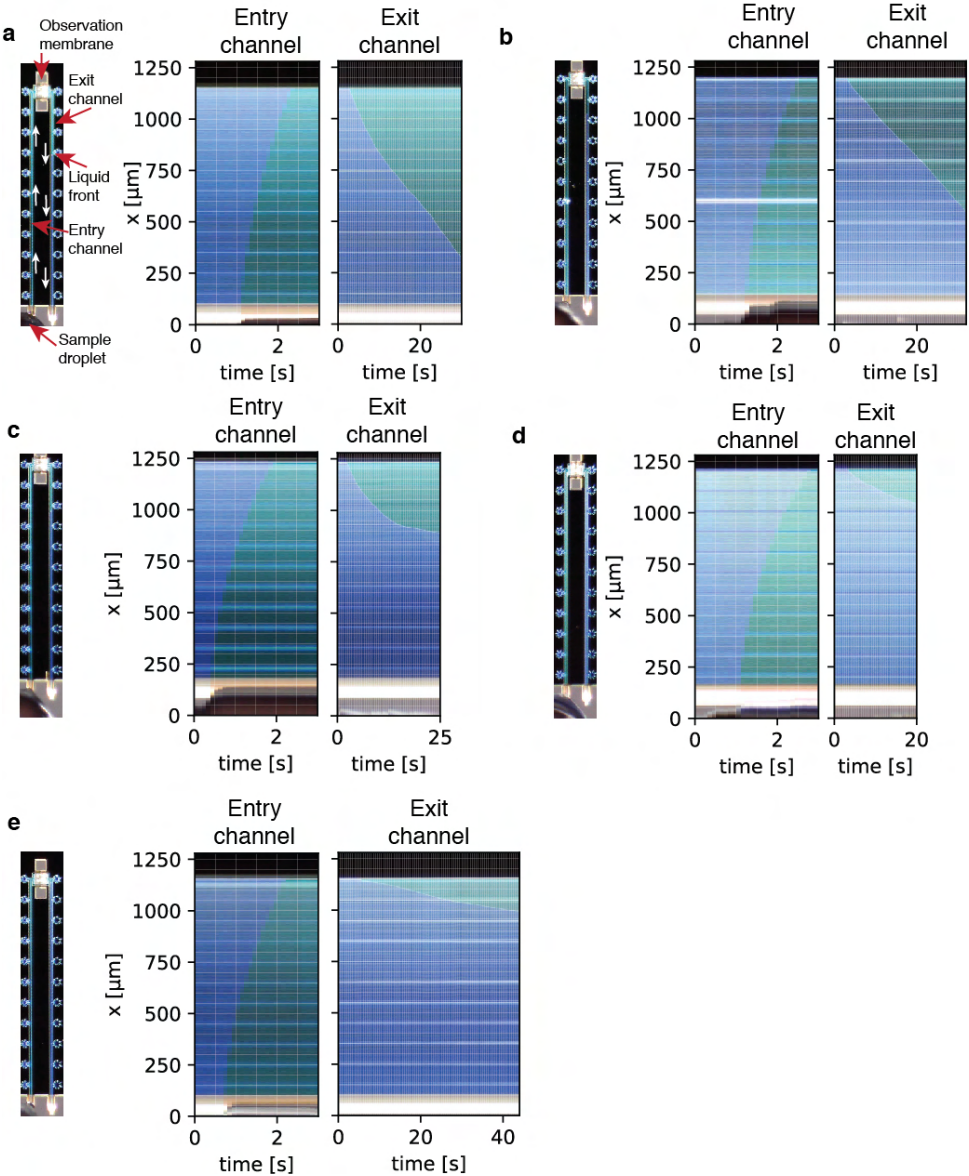 a
Observation
membrane
Exit
channel
Liquid
front
Entry
channel
Sample
droplet
Entry
channel
Exit
channel
x [µm]
1250
1000
750
500
250
0
0
2
0
20
time [s]
time [s]
b
Entry
channel
Exit
channel
x [µm]
1250
1000
750
500
250
0
0
2
0
20
time [s]
time [s]
c
Entry
channel
Exit
channel
x [µm]
1250
1000
750
500
250
0
0
2
0
25
time [s]
time [s]
d
Entry
channel
Exit
channel
x [µm]
1250
1000
750
500
250
0
0
2
0
20
time [s]
time [s]
e
Entry
channel
Exit
channel
x [µm]
1250
1000
750
500
250
0
0
2
0
20
40
time [s]
time [s]